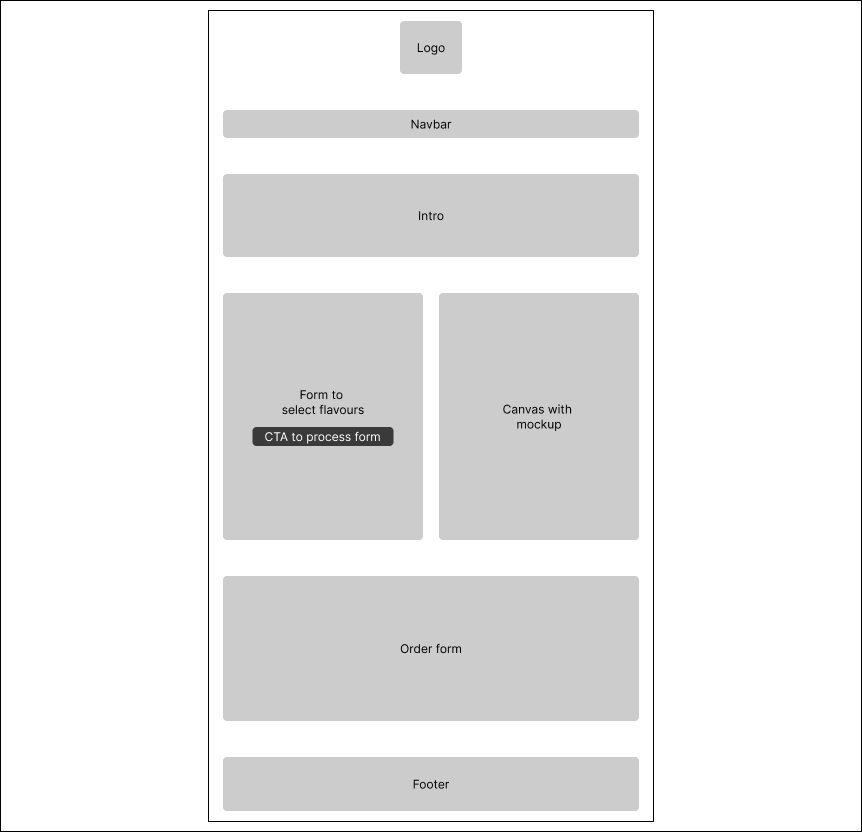 Logo
Navbar
Intro
Form to
select flavours
CTA to process form
Canvas with
mockup
Order form
Footer